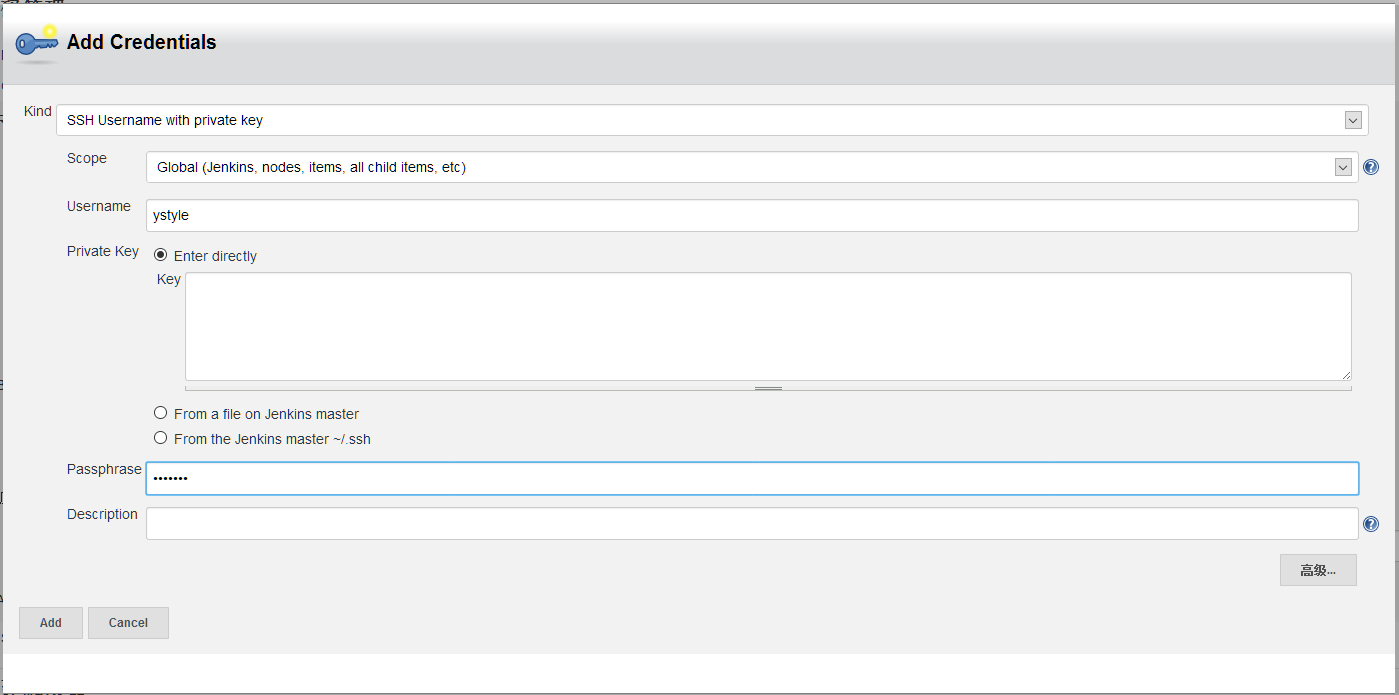 Add Credentials
Kind
SSH Username with private key
Scope
Global (Jenkins, nodes, items, all child items, etc)
Username
ystyle
Private Key
Enter directly
Key
From a file on Jenkins master
From the Jenkins master ~/.ssh
Passphrase
•••••••
Description
高级...
Add
Cancel